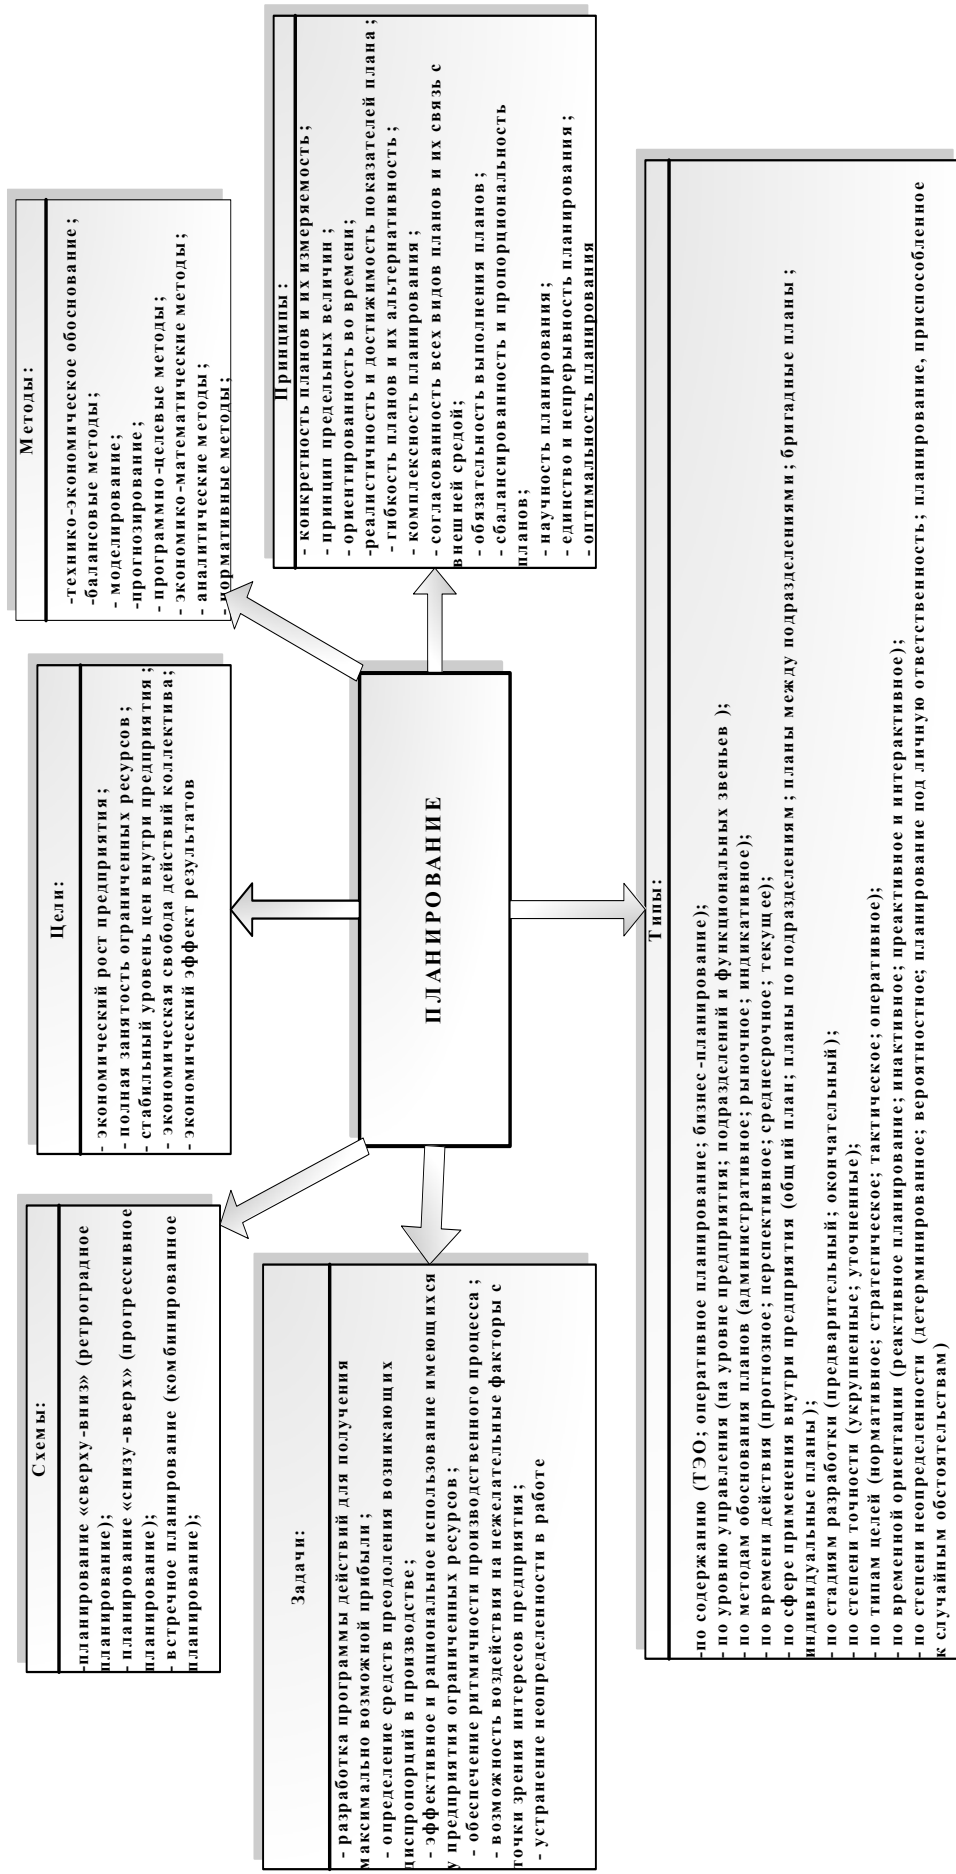 Схемы:
-планирование «сверху-вниз» (ретроградное
планирование);
- планирование «снизу-вверх» (прогрессивное
планирование);
- встречное планирование (комбинированное
планирование);
Цели:
- экономический рост предприятия;
- полная занятость ограниченных ресурсов;
- стабильный уровень цен внутри предприятия;
- экономическая свобода действий коллектива;
- экономический эффект результатов
Методы:
-технико-экономическое обоснование;
-балансовые методы;
- моделирование;
-прогнозирование;
- программно-целевые методы;
- экономико-математические методы;
- аналитические методы;
- нормативные методы;
Задачи:
- разработка программы действий для получения
максимально возможной прибыли;
- определение средств преодоления возникающих
диспропорций в производстве;
- эффективное и рациональное использование имеющихся
у предприятия ограниченных ресурсов;
- обеспечение ритмичности производственного процесса;
- возможность воздействия на нежелательные факторы с
точки зрения интересов предприятия;
- устранение неопределенности в работе
ПЛАНИРОВАНИЕ
Принципы:
- конкретность планов и их измеряемость;
- принцип предельных величин;
- ориентированность во времени;
-реалистичность и достижимость показателей плана;
- гибкость планов и их альтернативность;
- комплексность планирования;
- согласованность всех видов планов и их связь с
внешней средой;
- обязательность выполнения планов;
- сбалансированность и пропорциональность
планов;
- научность планирования;
- единство и непрерывность планирования;
- оптимальность планирования
Типы:
-по содержанию (ТЭО; оперативное планирование; бизнес-планирование);
- по уровню управления (на уровне предприятия; подразделений и функциональных звеньев );
- по методам обоснования планов (административное; рыночное; индикативное);
- по времени действия (прогнозное; перспективное; среднесрочное; текущее);
- по сфере применения внутри предприятия (общий план; планы по подразделениям; планы между подразделениями; бригадные планы;
индивидуальные планы);
- по стадиям разработки (предварительный; окончательный);
- по степени точности (укрупненные; уточненные);
- по типам целей (нормативное; стратегическое; тактическое; оперативное);
- по временной ориентации (реактивное планирование; инактивное; преактивное и интерактивное);
- по степени неопределенности (детерминированное; вероятностное; планирование под личную ответственность; планирование, приспособленное
к случайным обстоятельствам)